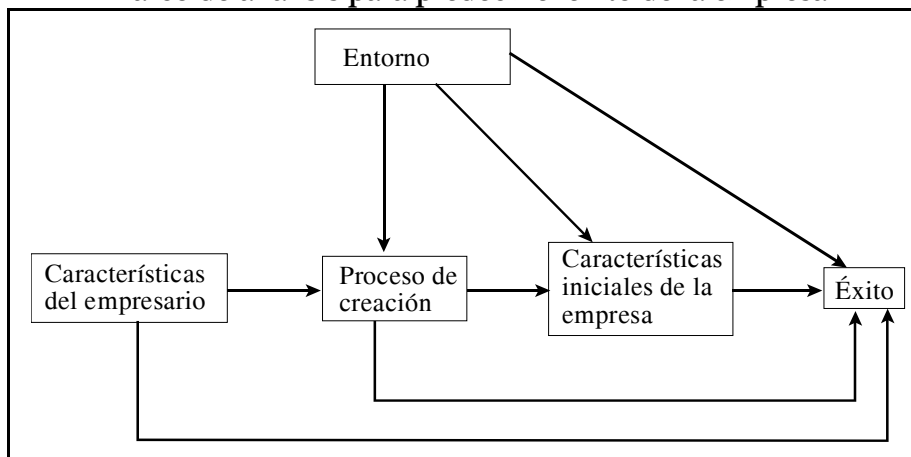 Entorno
Características
del empresario
Proceso de
creación
Características
iniciales de la
empresa
Éxito